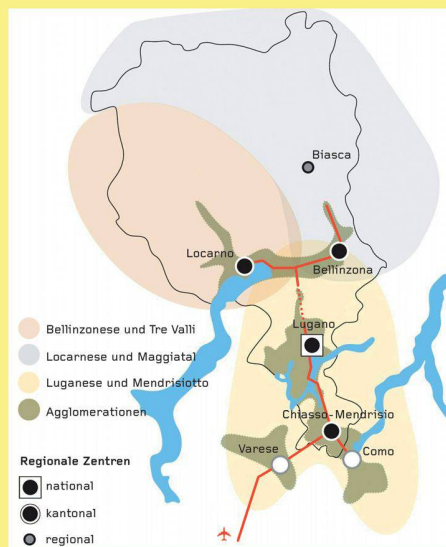 Biasca
Locarno
Bellinzona
Lugano
Chiasso-Mendrisio
Varese
Como
Bellinzonese und Tre Valli
Locarnese und Maggiatal
Luganese und Mendrisiotto
Agglomerationen
Regionale Zentren
national
kantonal
regional